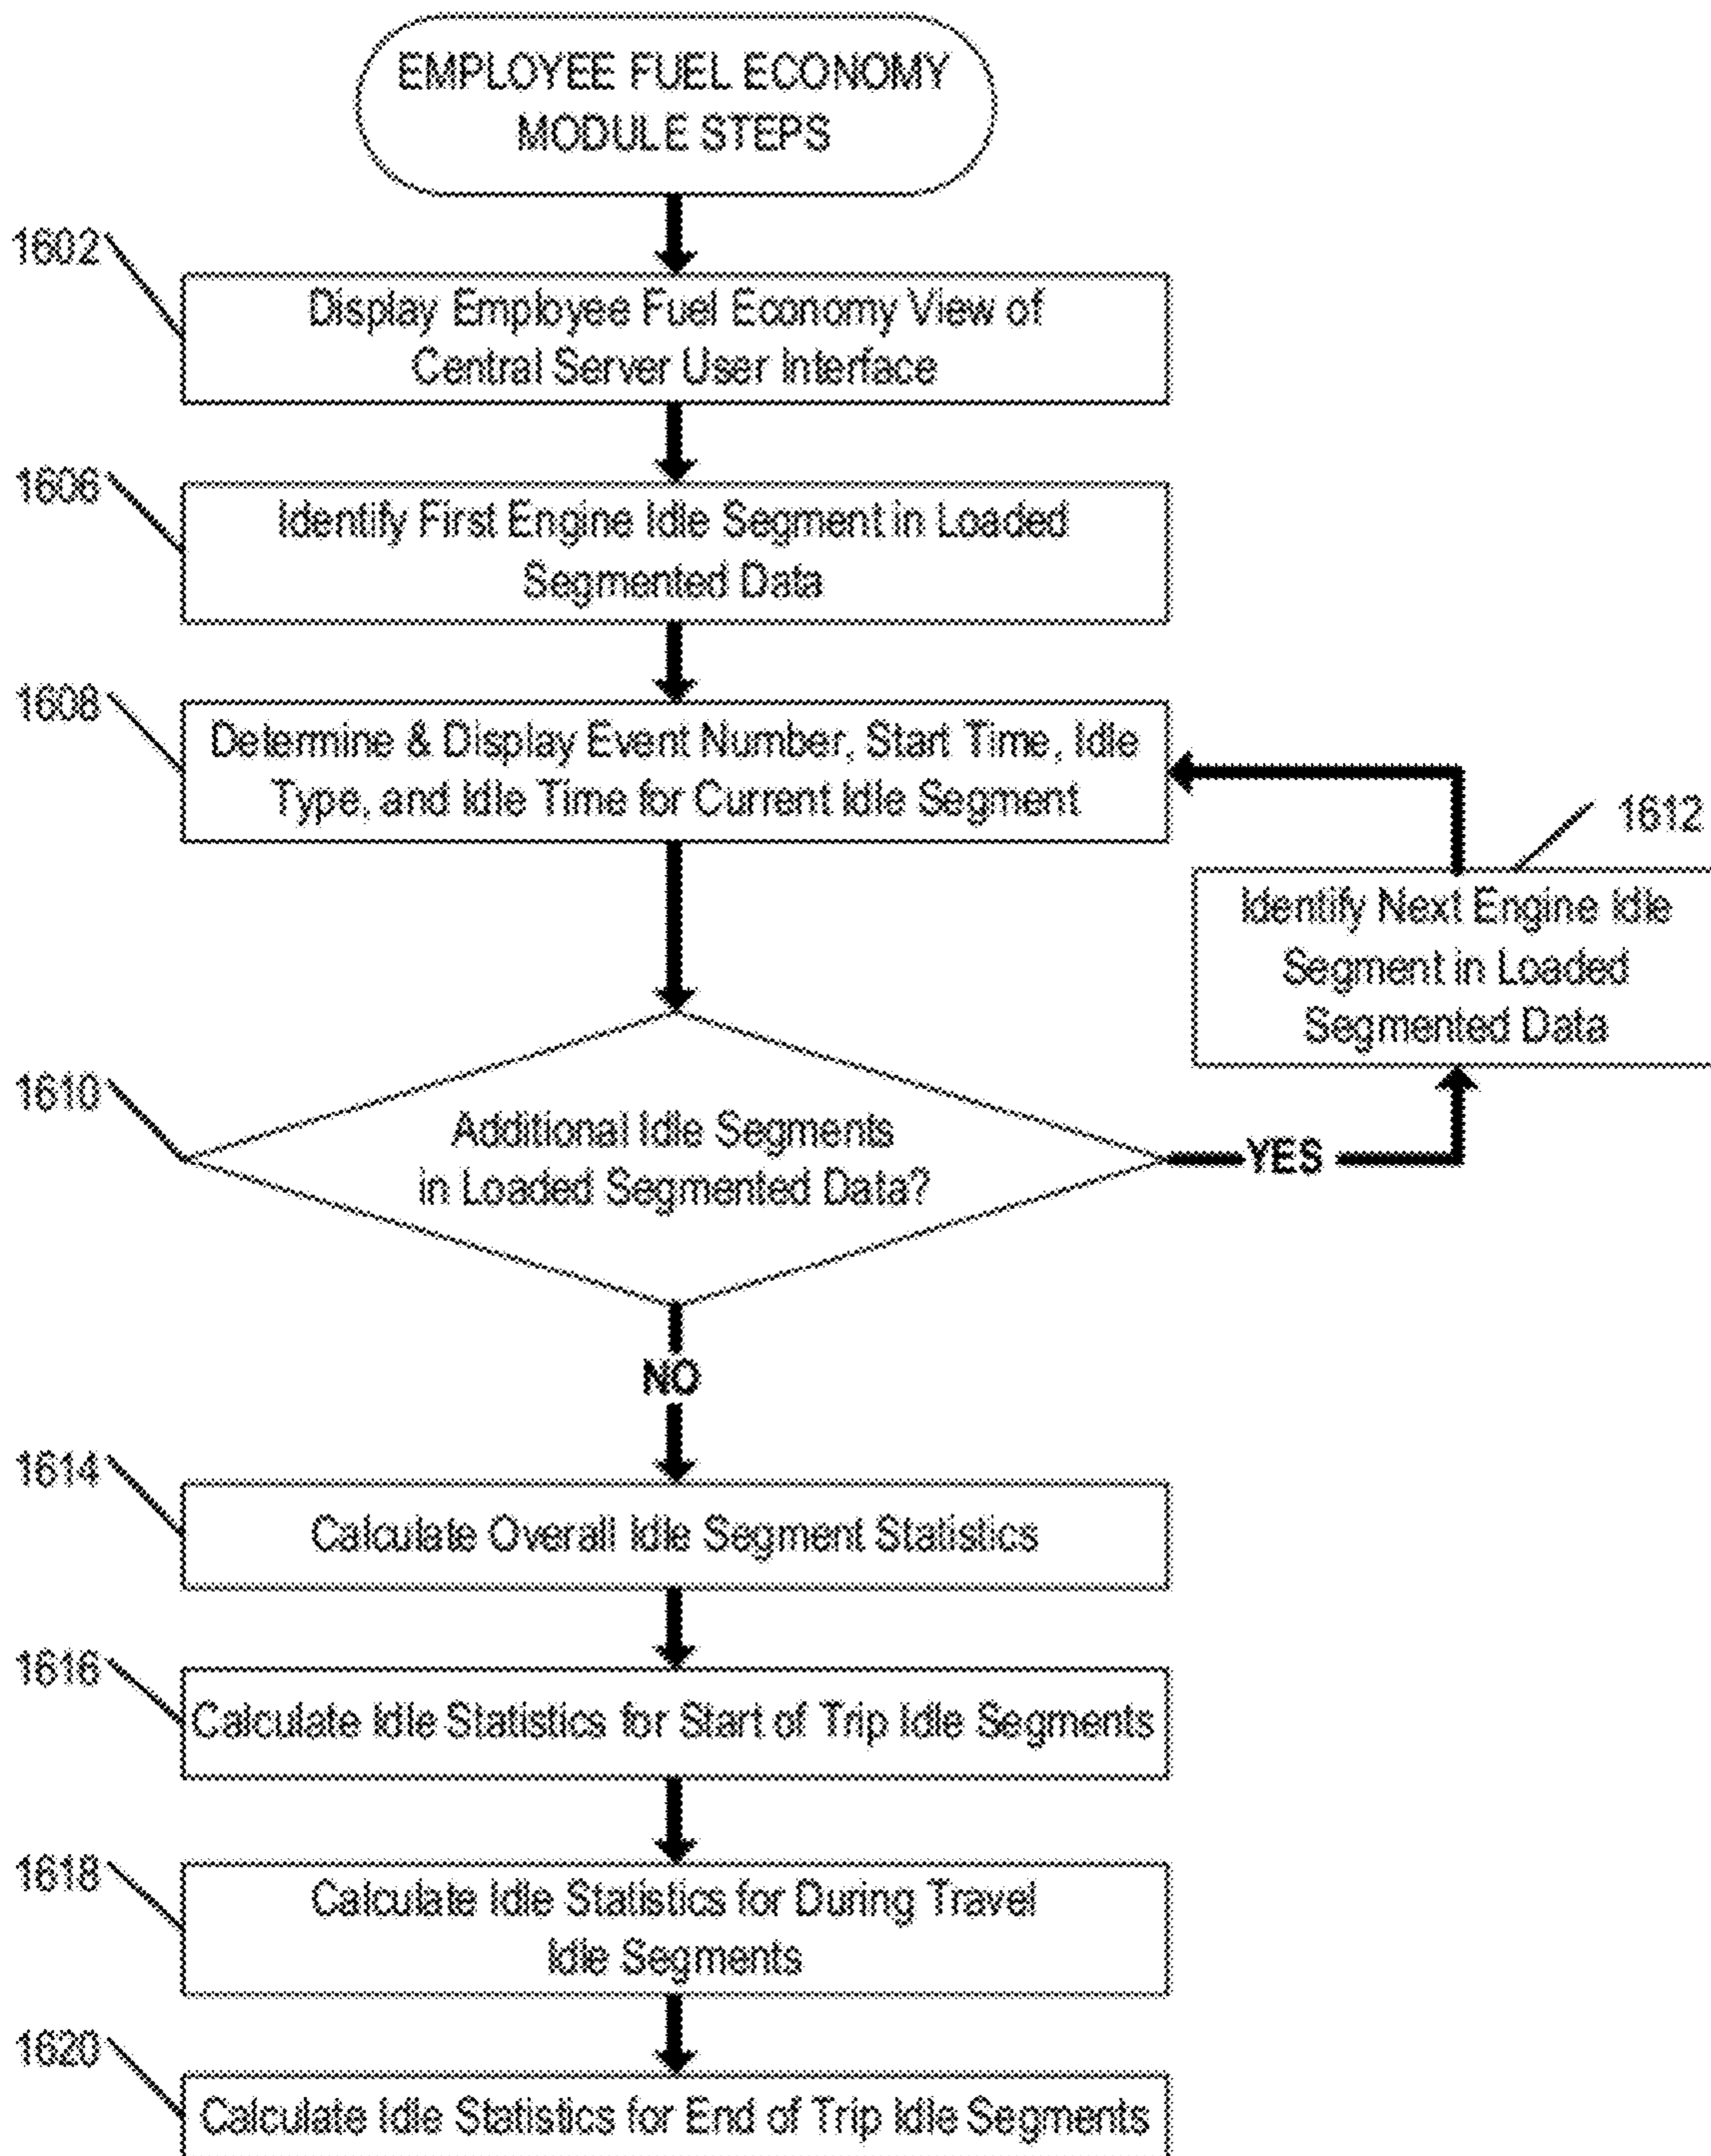 EMPLOYEE FUEL ECONOMY
MODULE STEPS
1602
Display Employee Fuel Economy View of
Central Server User Interface
1606
Identify First Engine Idle Segment in Loaded
Segmented Data
1608
Determine & Display Event Number, Start Time, Idle
Type, and Idle Time for Current Idle Segment
1612
Identify Next Engine Idle
Segment in Loaded
Segmented Data
1610
Additional Idle Segments
in Loaded Segmented Data?
YES
NO
1614
Calculate Overall Idle Segment Statistics
1616
Calculate Idle Statistics for Start of Trip Idle Segments
1618
Calculate Idle Statistics for During Travel
Idle Segments
1620
Calculate Idle Statistics for End of Trip Idle Segments